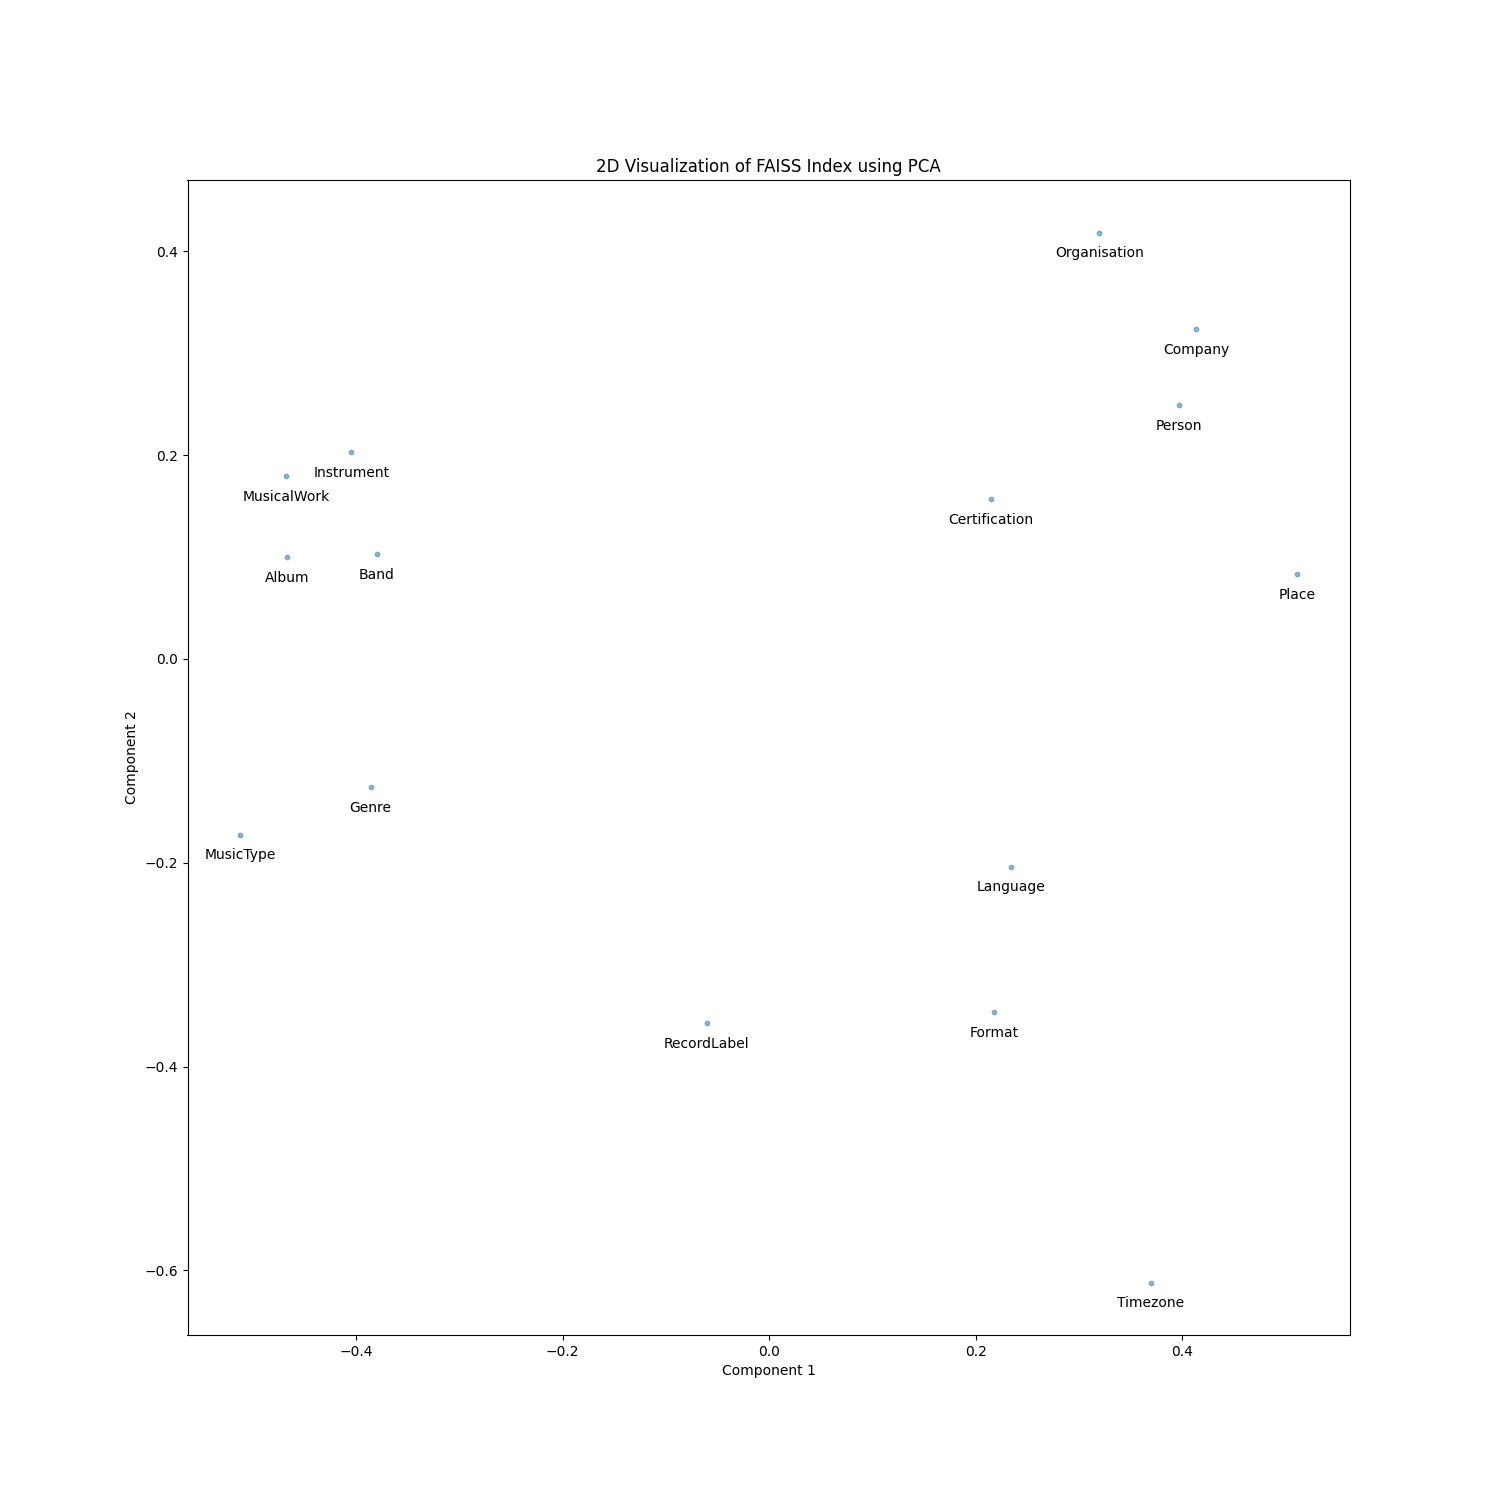 2D Visualization of FAISS Index using PCA
0.4
Organisation
Company
Person
0.2
Instrument
MusicalWork
Certification
Album
Band
Place
0.0
Component 2
Genre
MusicType
−0.2
Language
Format
RecordLabel
−0.4
−0.6
Timezone
−0.4
−0.2
0.0
0.2
0.4
Component 1